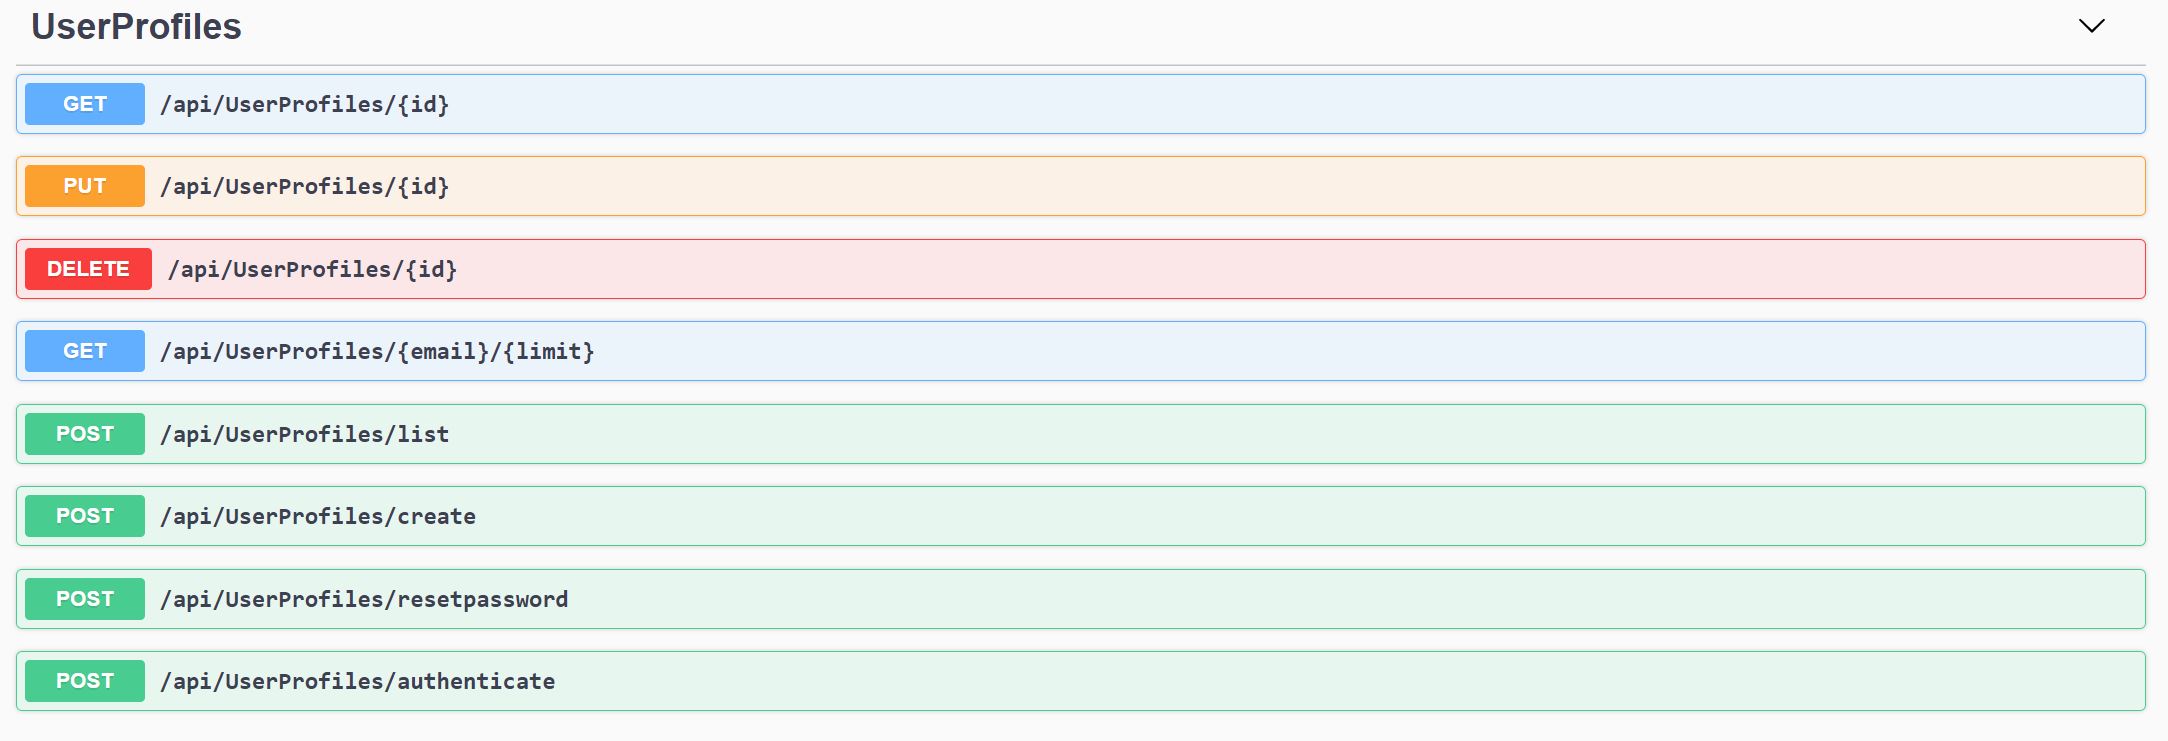 UserProfiles
GET /api/UserProfiles/{id}
PUT /api/UserProfiles/{id}
DELETE /api/UserProfiles/{id}
GET /api/UserProfiles/{email}/{limit}
POST /api/UserProfiles/list
POST /api/UserProfiles/create
POST /api/UserProfiles/resetpassword
POST /api/UserProfiles/authenticate